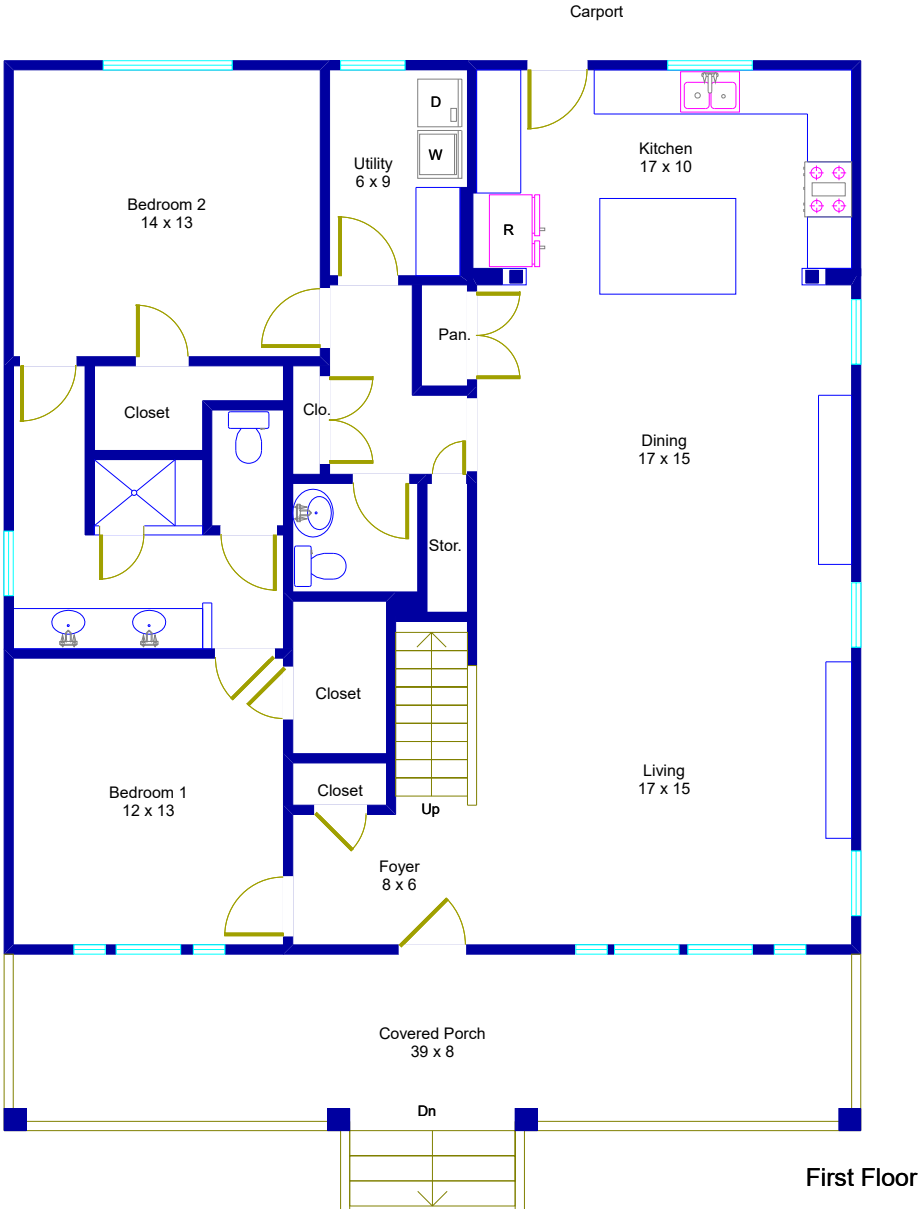 Carport
D
W
Utility
6 x 9
Kitchen
17 x 10
Bedroom 2
14 x 13
R
Pan.
Closet
Clo.
Dining
17 x 15
Stor.
Closet
Bedroom 1
12 x 13
Closet
Up
Living
17 x 15
Foyer
8 x 6
Covered Porch
39 x 8
Dn
First Floor